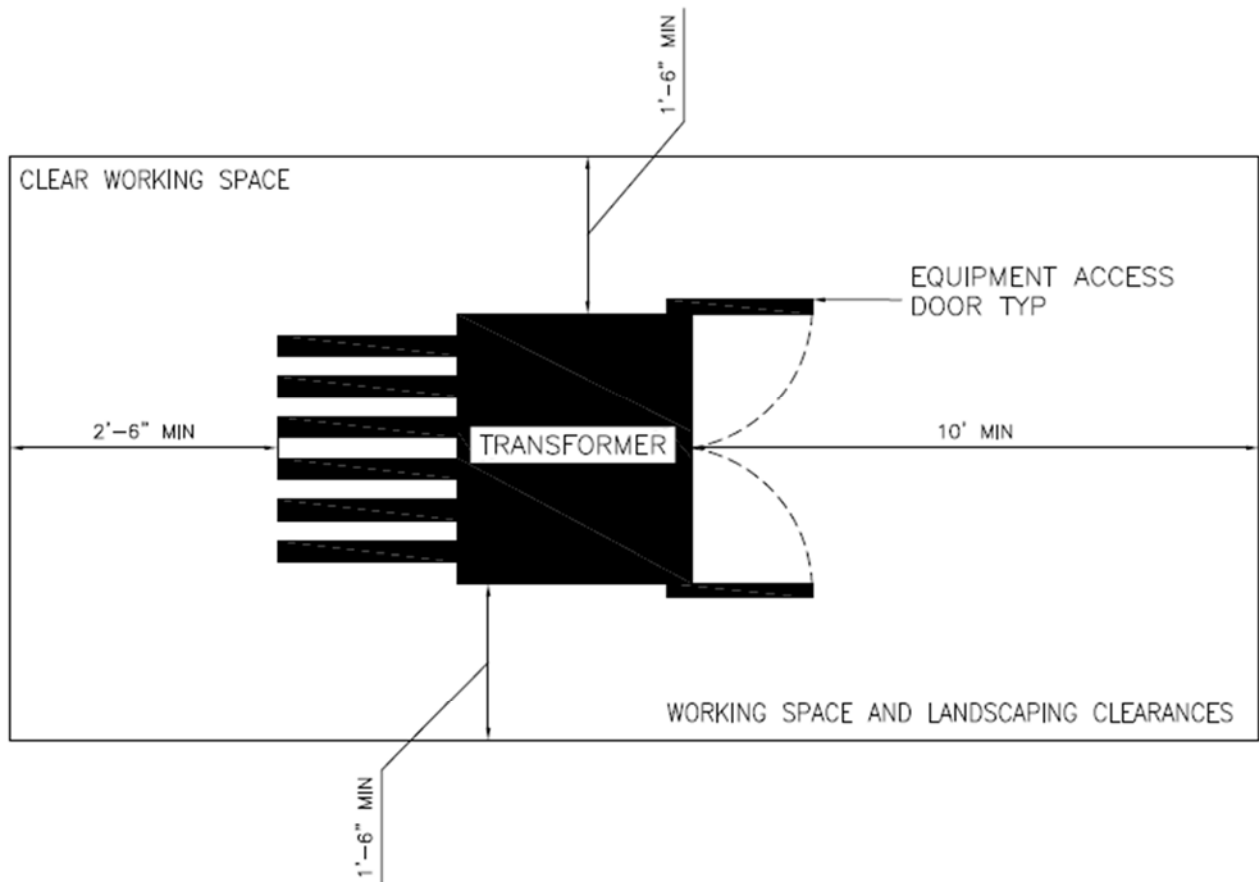 1'-6" MIN
CLEAR WORKING SPACE
EQUIPMENT ACCESS
DOOR TYP
2'-6" MIN
TRANSFORMER
10' MIN
WORKING SPACE AND LANDSCAPING CLEARANCES
1'-6" MIN